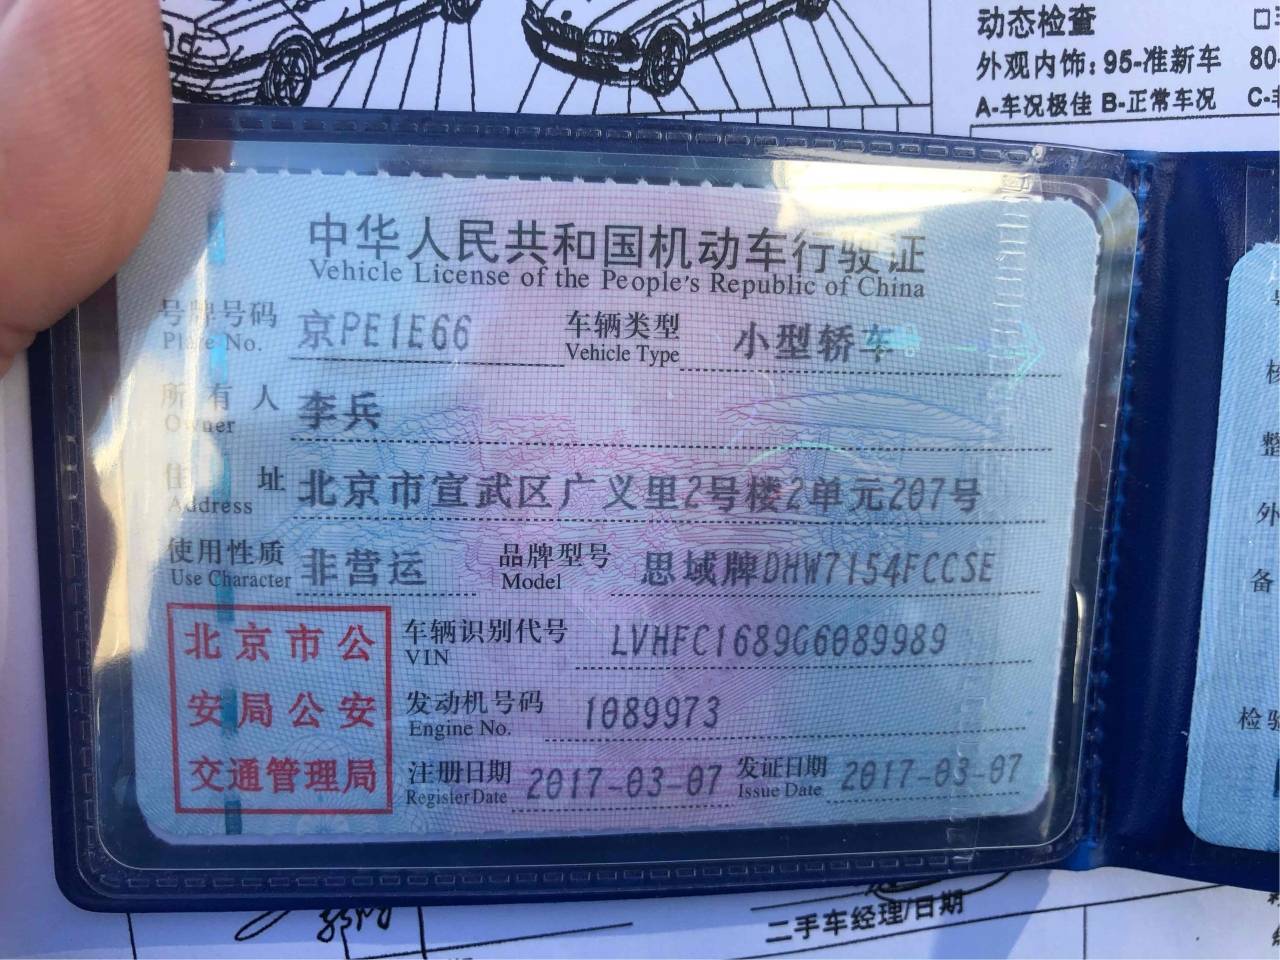 动态检查
外观内饰：95-准新车 80
A-车况极佳 B-正常车况 C-
中华人民共和国机动车行驶证
Vehicle License of the People's Republic of China
号牌号码 京PE1E66 车辆类型 小型轿车
Plate No. Vehicle Type
所有人 李兵
Owner
住址 北京市宣武区广义里2号楼2单元207号
Address
使用性质 非营运 品牌型号 思域牌DHW7154FCCSE
Use Character Model
北京市公
安局公安
交通管理局
车辆识别代号 LVHFC1689G6089989
VIN
发动机号码 1089973
Engine No.
注册日期 2017-03-07 发证日期 2017-03-07
Register Date Issue Date
核
整
外
备
检验
二手车经理/日期